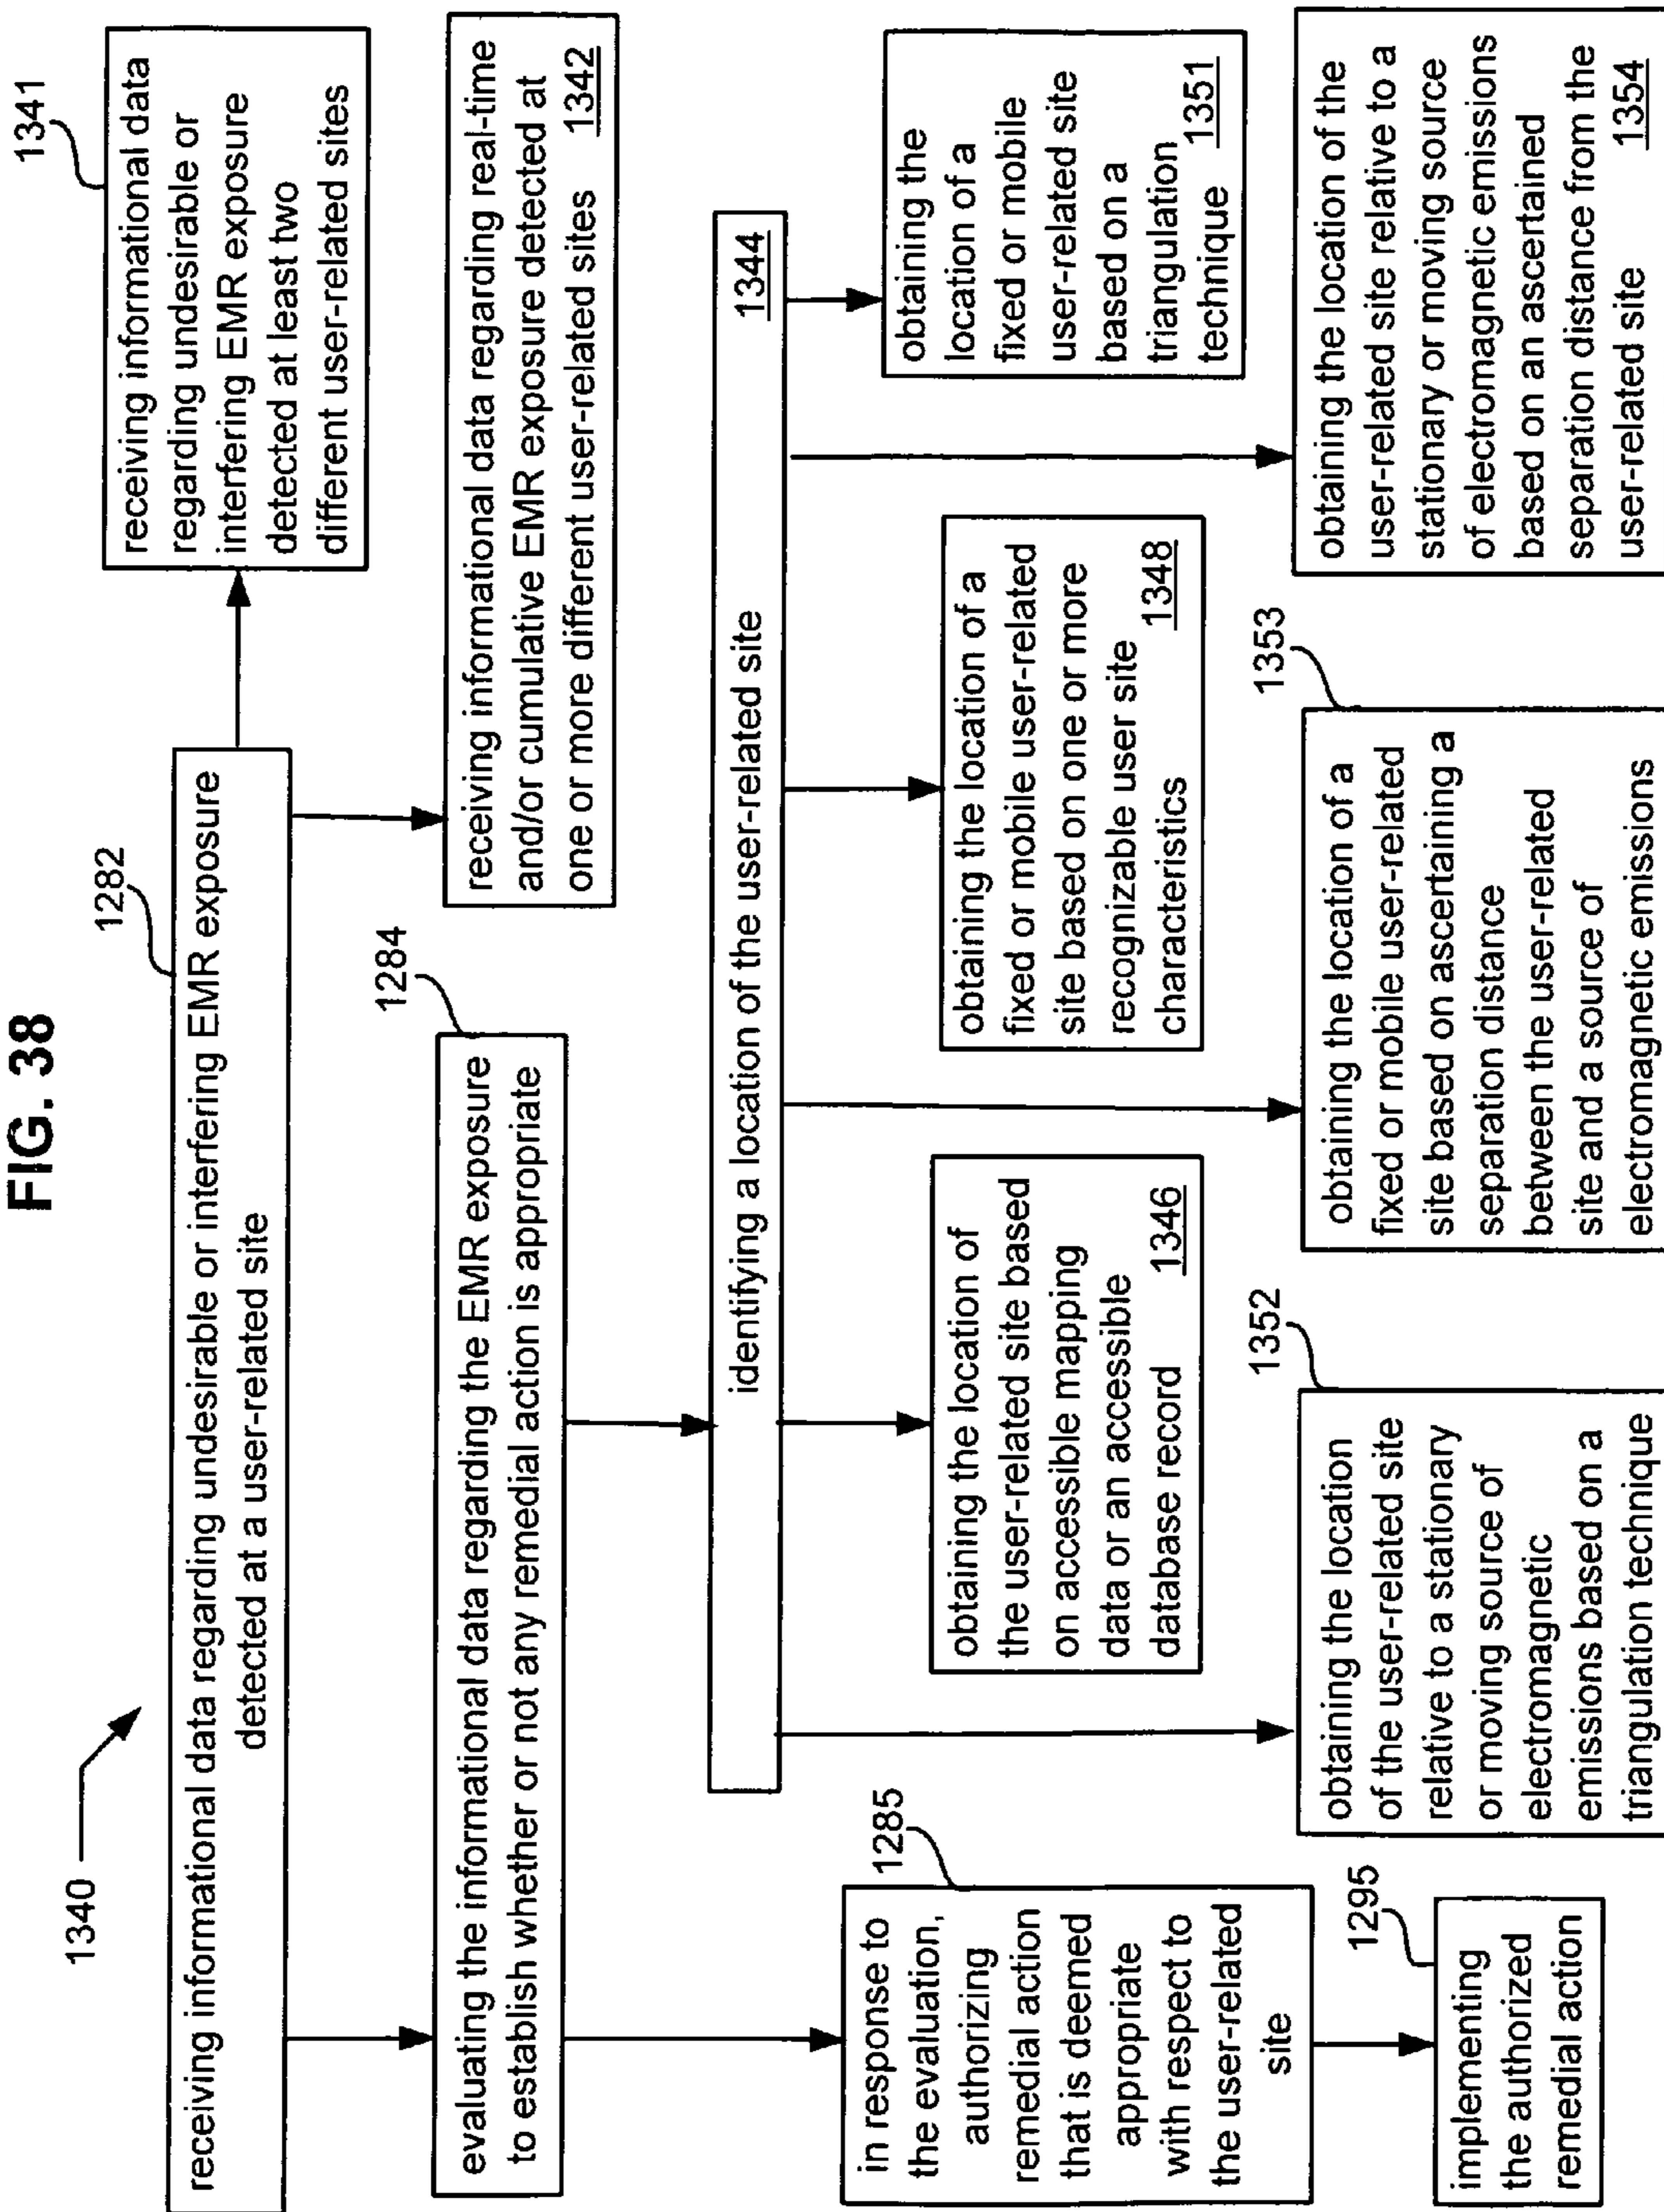 FIG. 38
1340
1282
receiving informational data regarding undesirable or interfering EMR exposure
detected at a user-related site
1341
receiving informational data
regarding undesirable or
interfering EMR exposure
detected at least two
different user-related sites
1284
evaluating the informational data regarding the EMR exposure
to establish whether or not any remedial action is appropriate
receiving informational data regarding real-time
and/or cumulative EMR exposure detected at
one or more different user-related sites 1342
identifying a location of the user-related site 1344
1285
in response to
the evaluation,
authorizing
remedial action
that is deemed
appropriate
with respect to
the user-related
site
obtaining the location of
the user-related site based
on accessible mapping
data or an accessible
database record 1346
obtaining the location of a
fixed or mobile user-related
site based on one or more
recognizable user site
characteristics 1348
obtaining the
location of a
fixed or mobile
user-related site
based on a
triangulation
technique 1351
1295
implementing
the authorized
remedial action
1352
obtaining the location
of the user-related site
relative to a stationary
or moving source of
electromagnetic
emissions based on a
triangulation technique
1353
obtaining the location of a
fixed or mobile user-related
site based on ascertaining a
separation distance
between the user-related
site and a source of
electromagnetic emissions
obtaining the location of the
user-related site relative to a
stationary or moving source
of electromagnetic emissions
based on an ascertained
separation distance from the
user-related site 1354